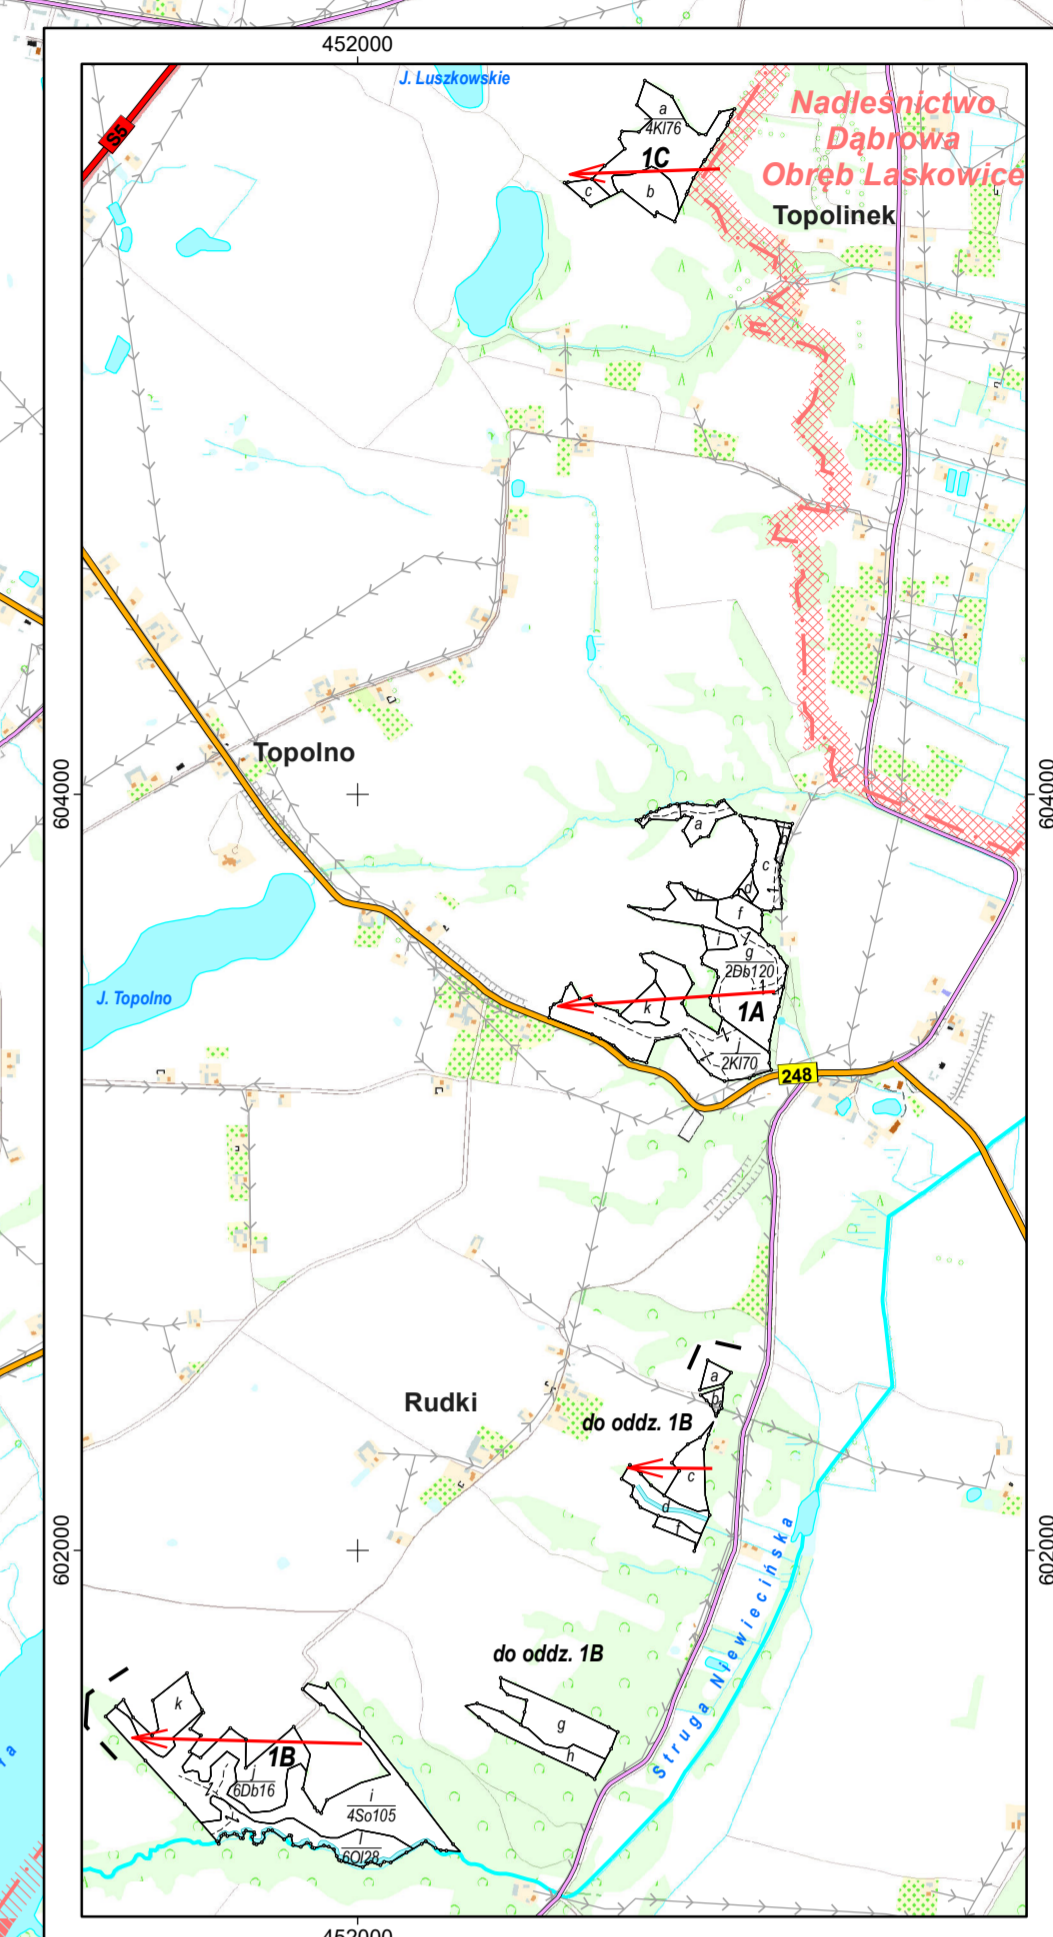 452000
J. Luszkowskie
S5
Nadleśnictwo
Dąbrowa
Obręb Laskowice
a
4Kl76
1C
c
b
Topolinek
Topolno
604000
604000
a
b
c
d
f
i
g
2Db120
k
1A
j
2Kl70
J. Topolno
248
Rudki
a
b
do oddz. 1B
c
d
f
602000
602000
Struga Niewiecińska
do oddz. 1B
g
h
k
1B
j
6Db16
i
4So105
l
6Ol28
452000